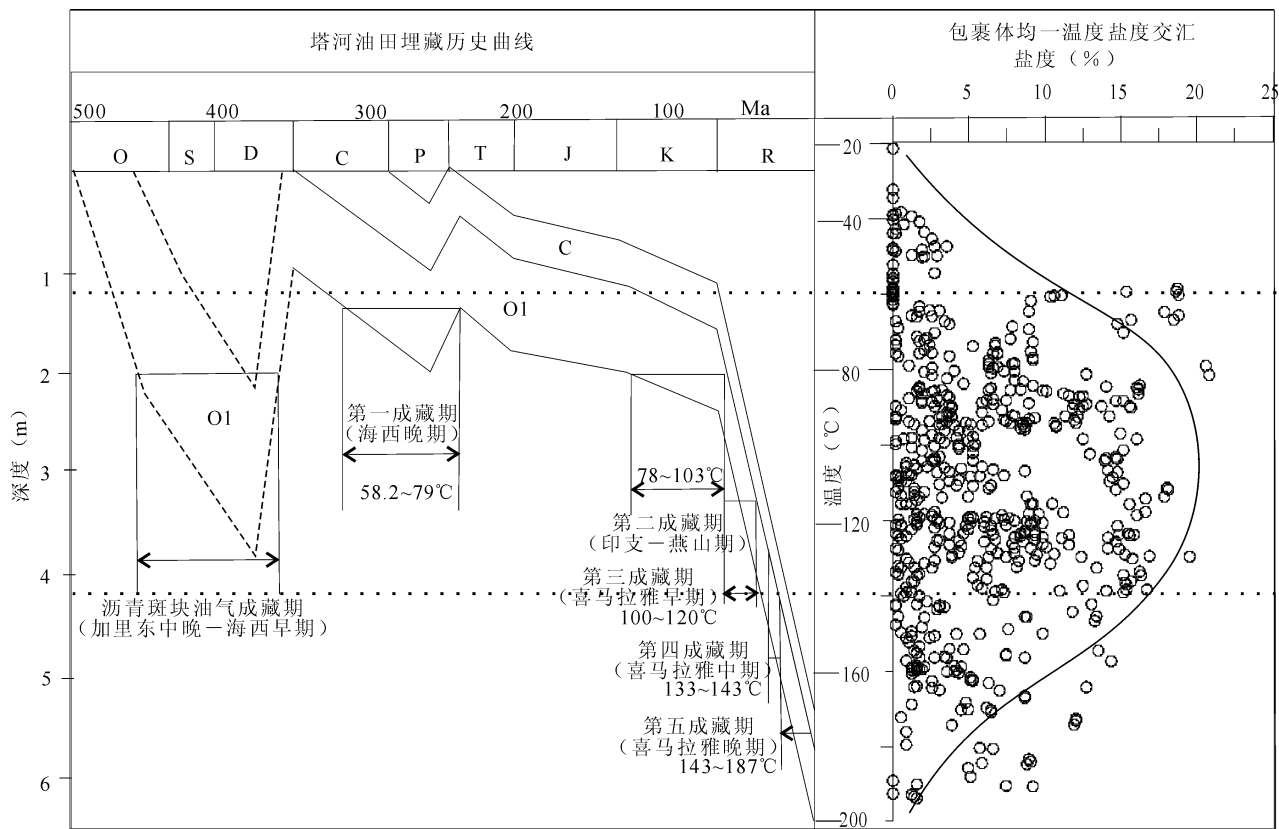 塔河油田埋藏历史曲线
包裹体均一温度盐度交汇
盐度（%）
500 400 300 200 100 Ma
0 5 10 15 20 25
O S D C P T J K R
20
40
80
120
160
200
温度（℃）
1
2
3
4
5
6
深度（m）
C
O1
O1
第一成藏期
（海西晚期）
58.2~79℃
78~103℃
第二成藏期
（印支－燕山期）
第三成藏期
（喜马拉雅早期）
100~120℃
沥青斑块油气成藏期
（加里东中晚－海西早期）
第四成藏期
（喜马拉雅中期）
133~143℃
第五成藏期
（喜马拉雅晚期）
143~187℃